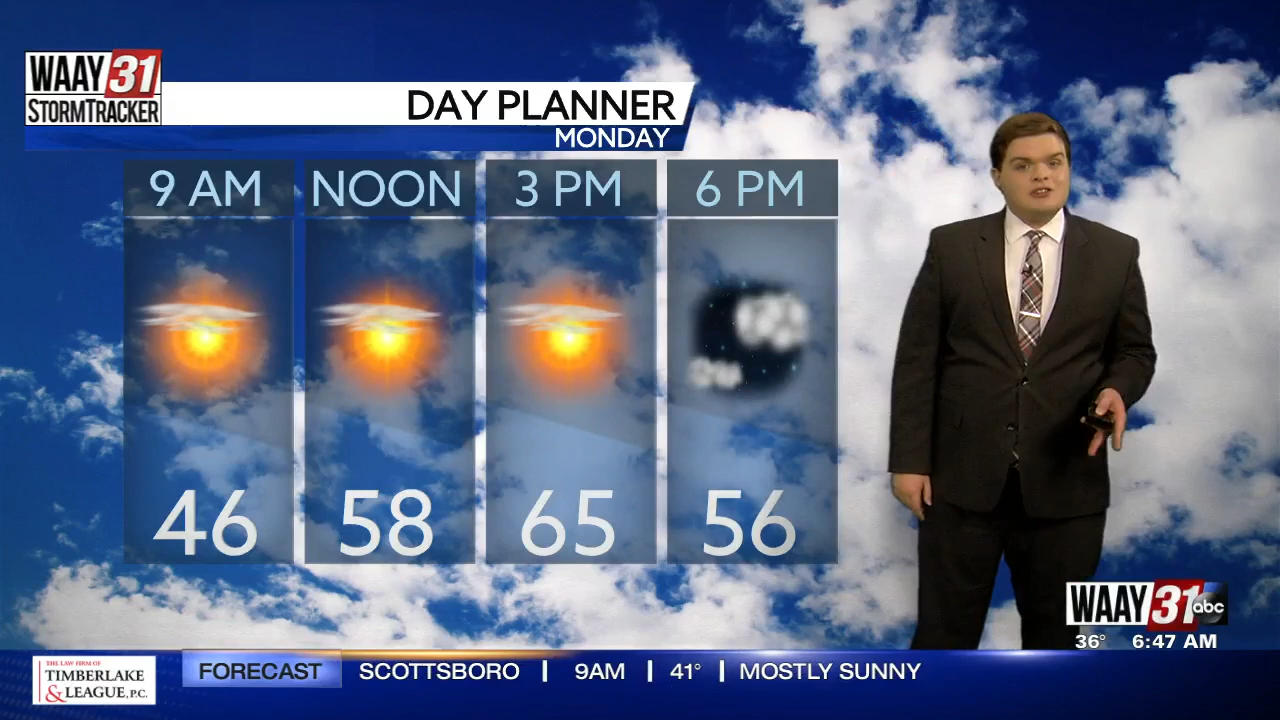 WAAY 31
STORMTRACKER
DAY PLANNER
MONDAY
9 AM NOON 3 PM 6 PM
46 58 65 56
WAAY 31 abc
36° 6:47 AM
THE LAW FIRM OF
TIMBERLAKE
& LEAGUE, P.C.
FORECAST SCOTTSBORO | 9AM | 41° | MOSTLY SUNNY